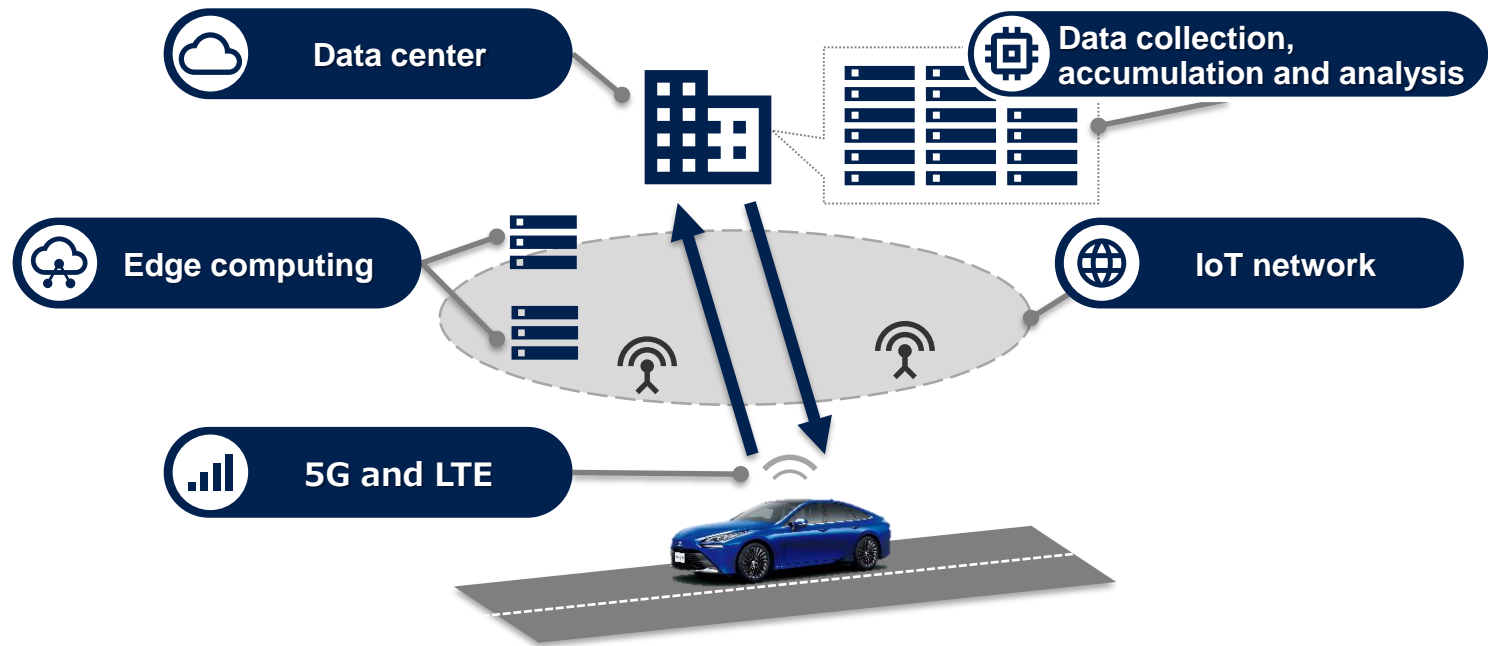 Data center
Data collection,
accumulation and analysis
Edge computing
IoT network
5G and LTE